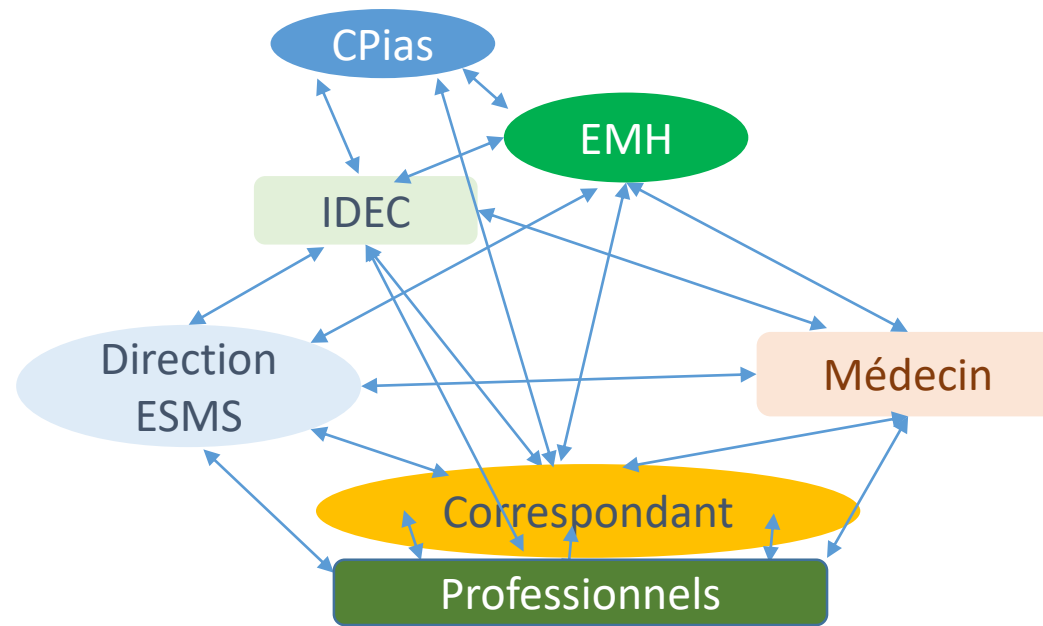 CPias
EMH
IDEC
Direction
ESMS
Médecin
Correspondant
Professionnels